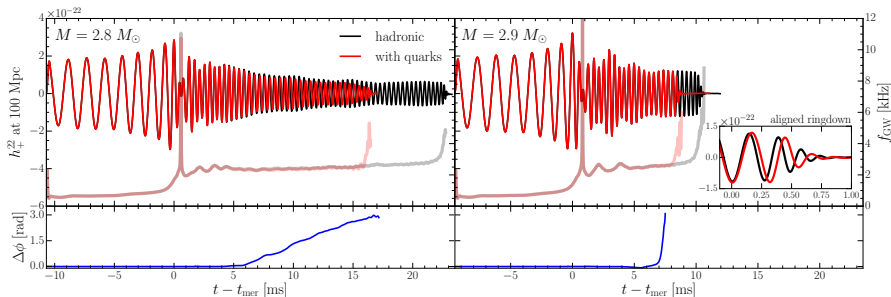 ×10⁻²²
M = 2.8 M⊙
hadronic
with quarks
M = 2.9 M⊙
h₊²² at 100 Mpc
4
2
0
−2
−4
−6
12
10
8
6
4
2
0
f_GW [kHz]
×10⁻²²
aligned ringdown
1.5
0.0
−1.5
0.00 0.25 0.50 0.75 1.00
Δϕ [rad]
3.0
1.5
0.0
−10 −5 0 5 10 15 20
−5 0 5 10 15 20
t − t_mer [ms]
t − t_mer [ms]